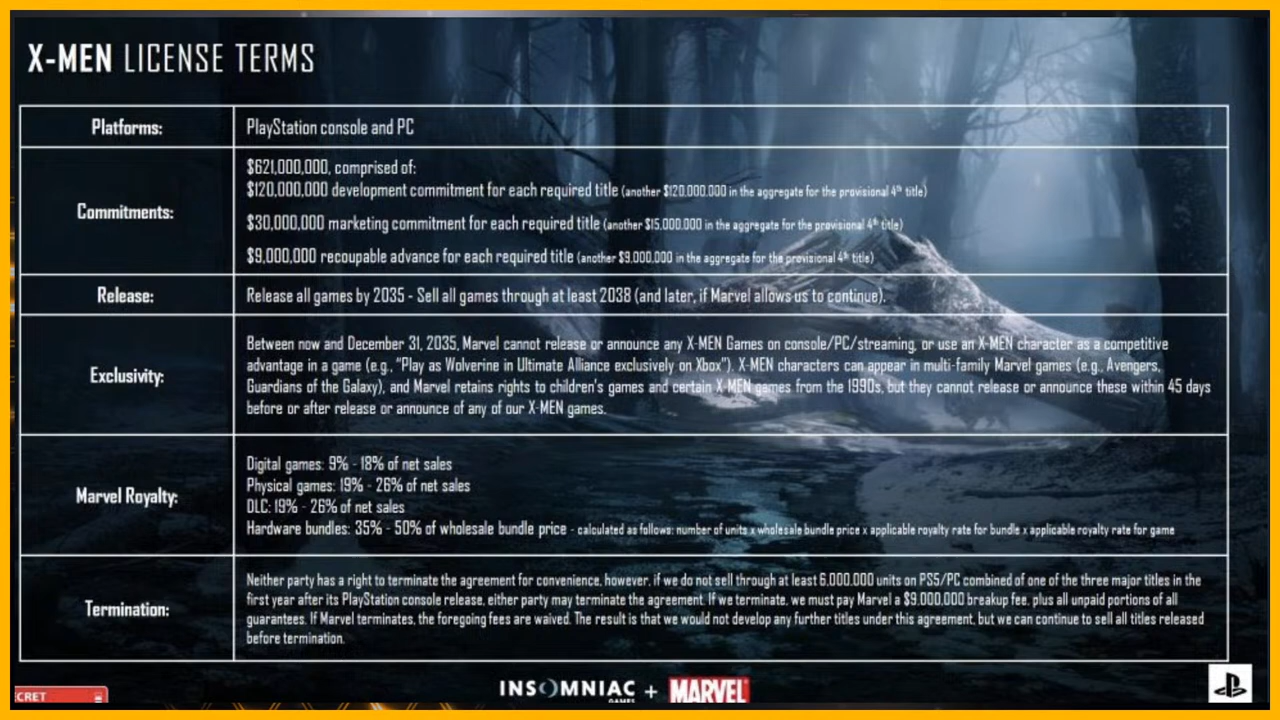 X-MEN LICENSE TERMS
Platforms:
PlayStation console and PC
Commitments:
$621,000,000, comprised of:
$120,000,000 development commitment for each required title (another $120.000.000 in the aggregate for the provisional 4th title)
$30,000,000 marketing commitment for each required title (another $15.000.000 in the aggregate for the provisional 4th title)
$9,000,000 recoupable advance for each required title (another $9.000.000 in the aggregate for the provisional 4th title)
Release:
Release all games by 2035 - Sell all games through at least 2038 (and later, if Marvel allows us to continue).
Exclusivity:
Between now and December 31, 2035, Marvel cannot release or announce any X-MEN Games on console/PC/streaming, or use an X-MEN character as a competitive
advantage in a game (e.g., “Play as Wolverine in Ultimate Alliance exclusively on Xbox”). X-MEN characters can appear in multi-family Marvel games (e.g., Avengers,
Guardians of the Galaxy), and Marvel retains rights to children's games and certain X-MEN games from the 1990s, but they cannot release or announce these within 45 days
before or after release or announce of any of our X-MEN games.
Marvel Royalty:
Digital games: 9% - 18% of net sales
Physical games: 19% - 26% of net sales
DLC: 19% - 26% of net sales
Hardware bundles: 35% - 50% of wholesale bundle price - calculated as follows: number of units x wholesale bundle price x applicable royalty rate for bundle x applicable royalty rate for game
Termination:
Neither party has a right to terminate the agreement for convenience, however, if we do not sell through at least 6,000,000 units on PS5/PC combined of one of the three major titles in the
first year after its PlayStation console release, either party may terminate the agreement. If we terminate, we must pay Marvel a $9,000,000 breakup fee, plus all unpaid portions of all
guarantees. If Marvel terminates, the foregoing fees are waived. The result is that we would not develop any further titles under this agreement, but we can continue to sell all titles released
before termination.
CRET
INSOMNIAC + MARVEL
GAMES